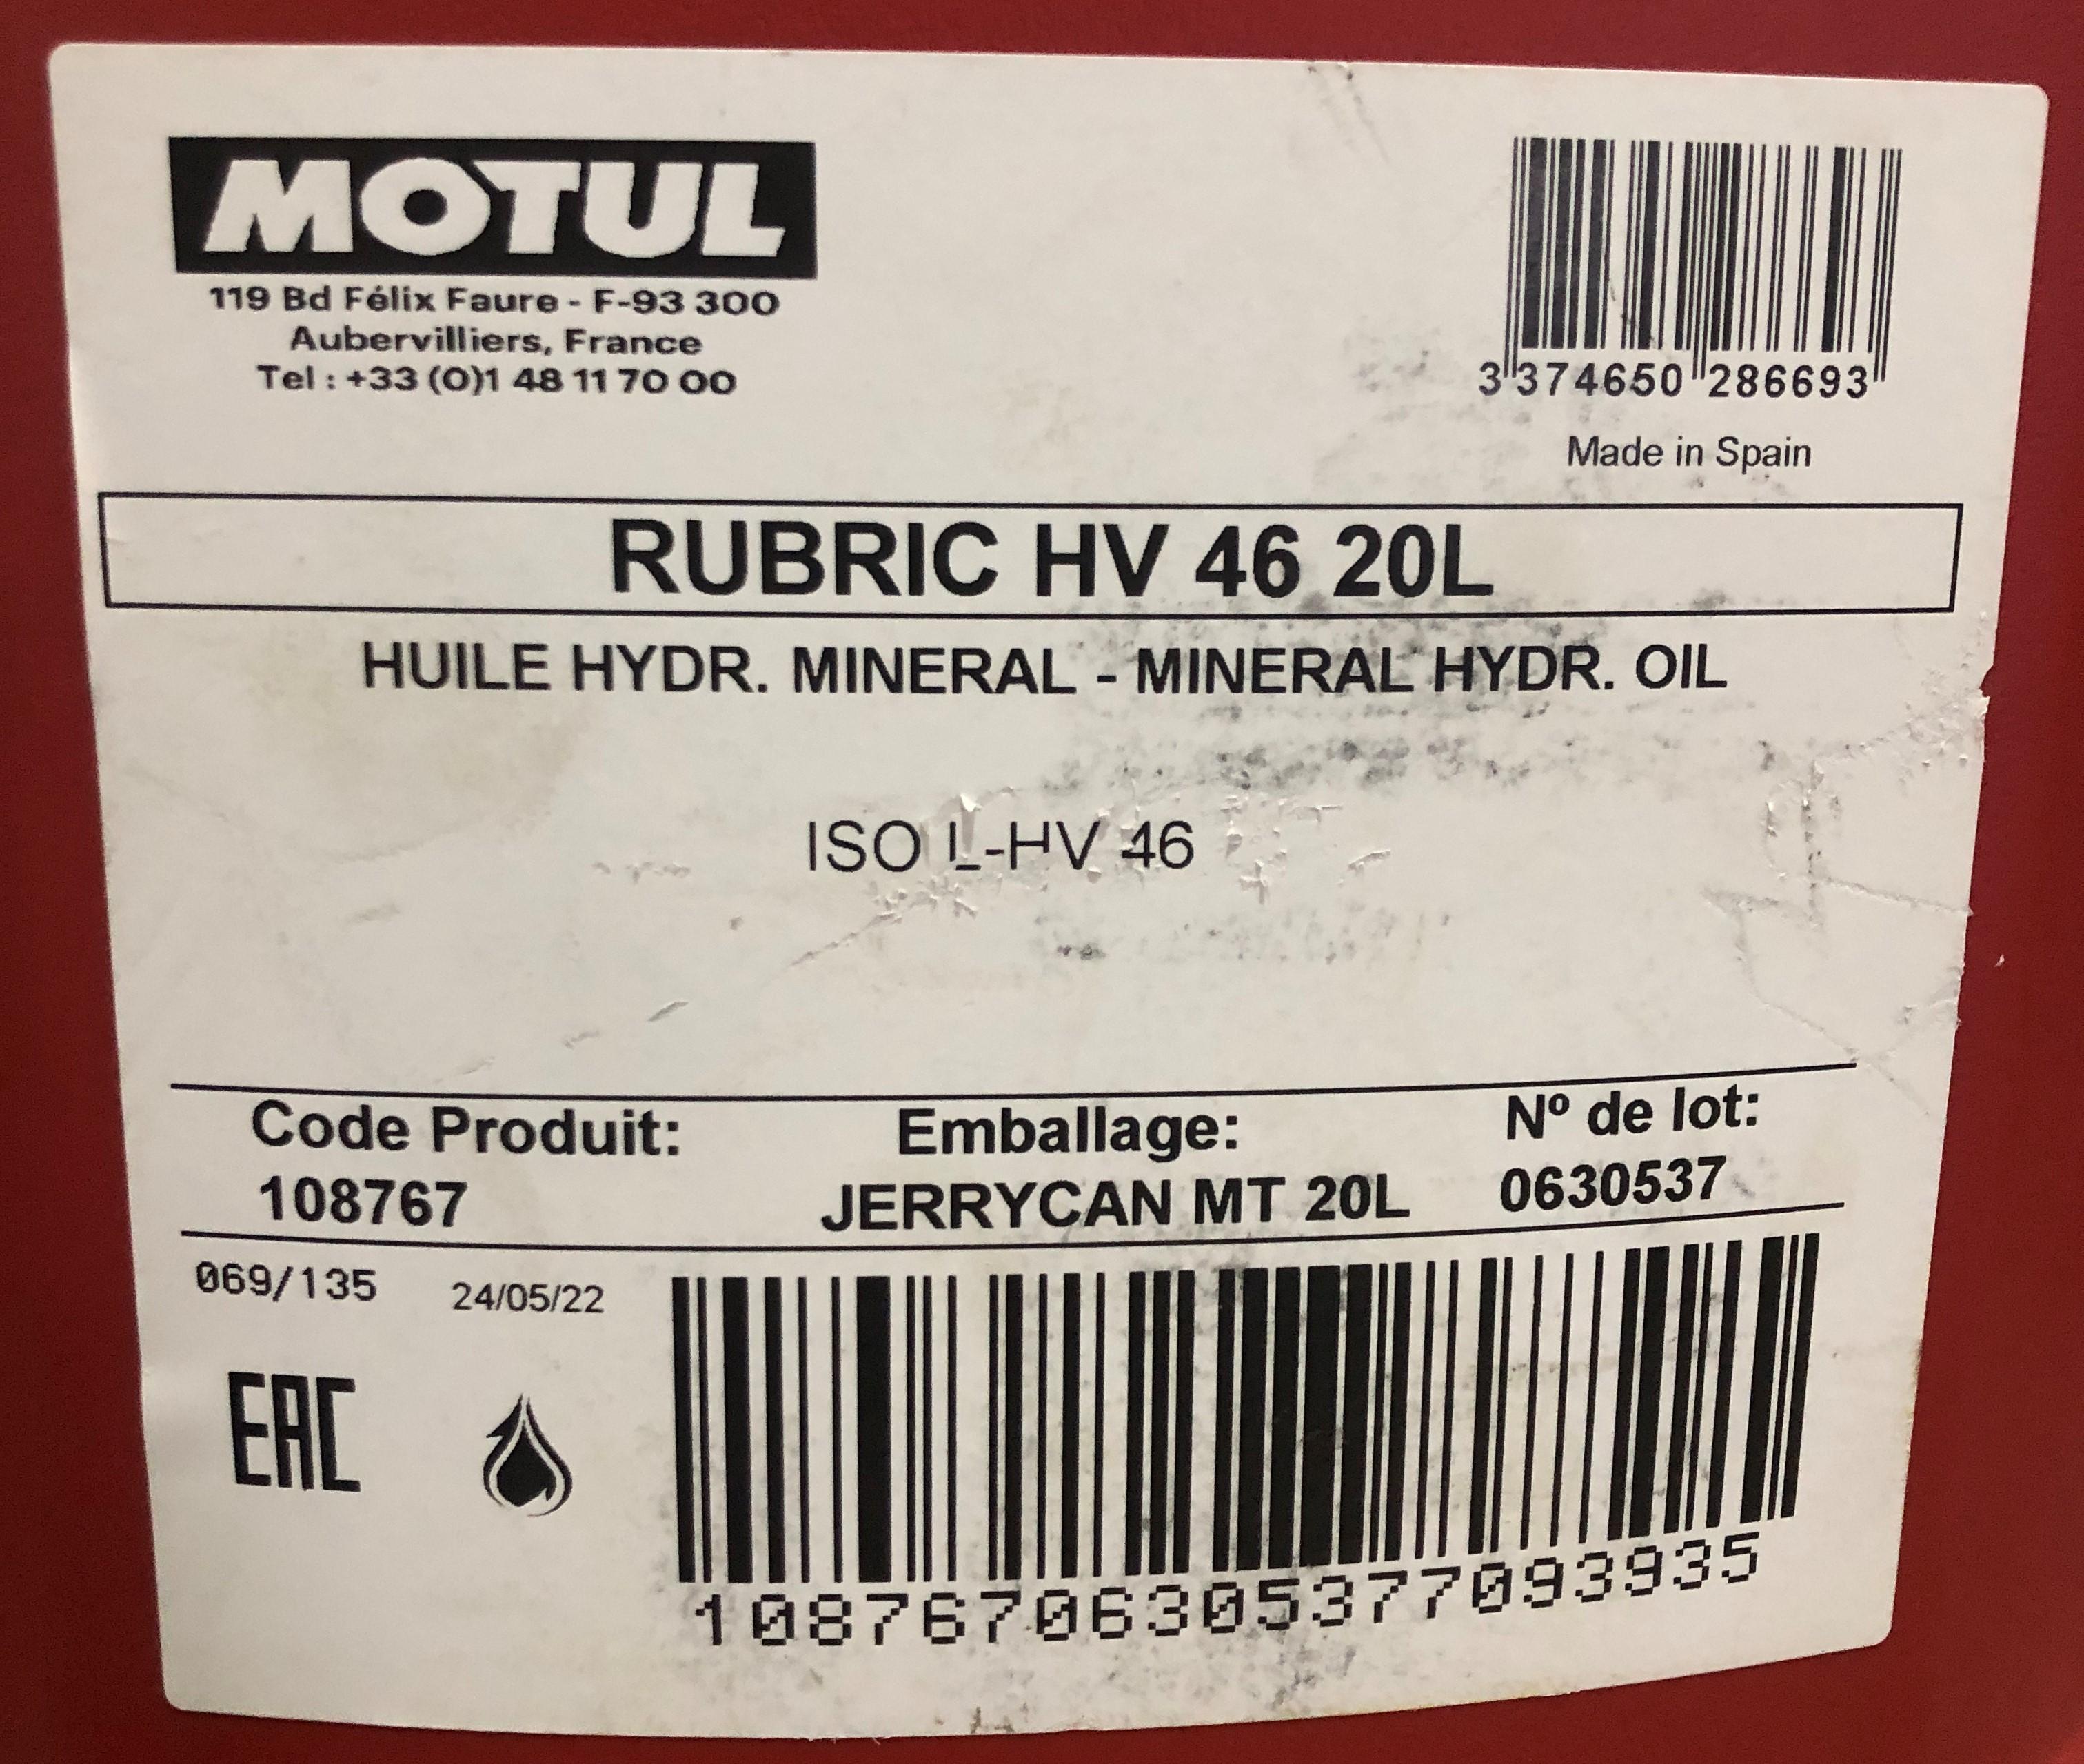 MOTUL
119 Bd Félix Faure - F-93 300
Aubervilliers, France
Tel : +33 (0)1 48 11 70 00
3 374650 286693
Made in Spain
RUBRIC HV 46 20L
HUILE HYDR. MINERAL - MINERAL HYDR. OIL
ISO L-HV 46
Code Produit: Emballage: Nº de lot:
108767 JERRYCAN MT 20L 0630537
069/135 24/05/22
EAC
10876706305377093935